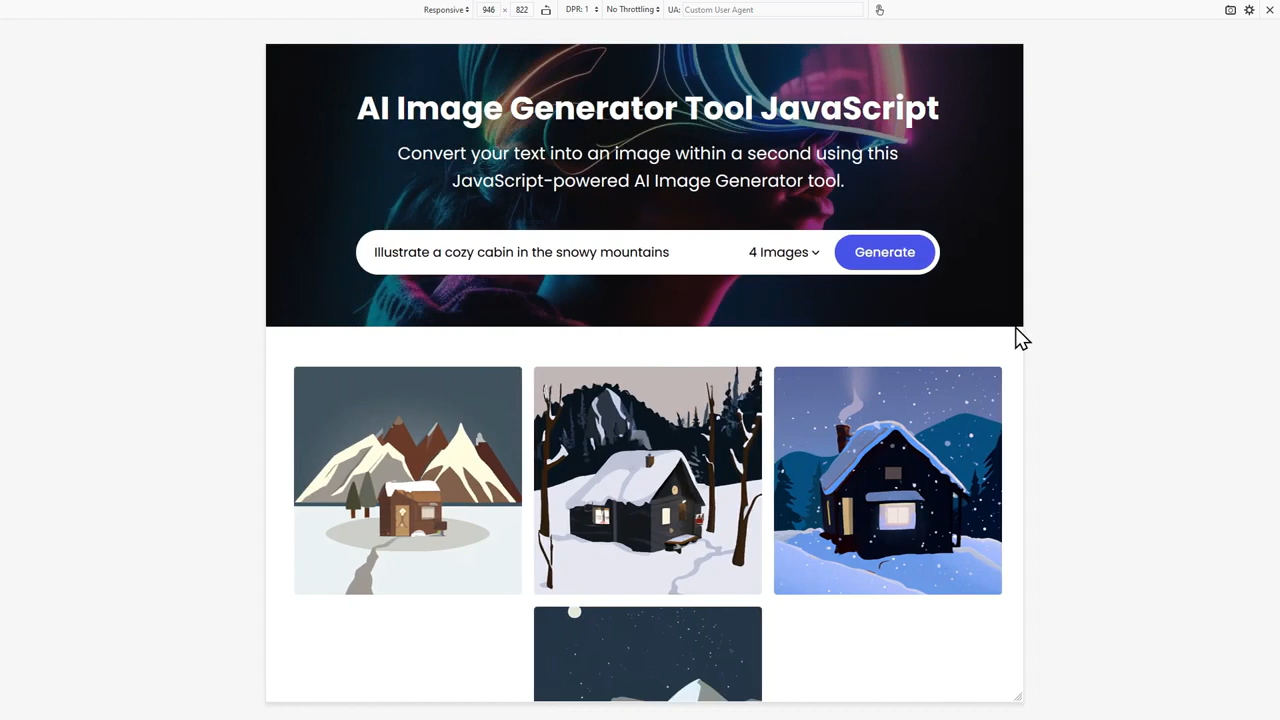 Responsive 946 × 822 DPR: 1 No Throttling UA: Custom User Agent
AI Image Generator Tool JavaScript
Convert your text into an image within a second using this
JavaScript-powered AI Image Generator tool.
Illustrate a cozy cabin in the snowy mountains 4 Images Generate